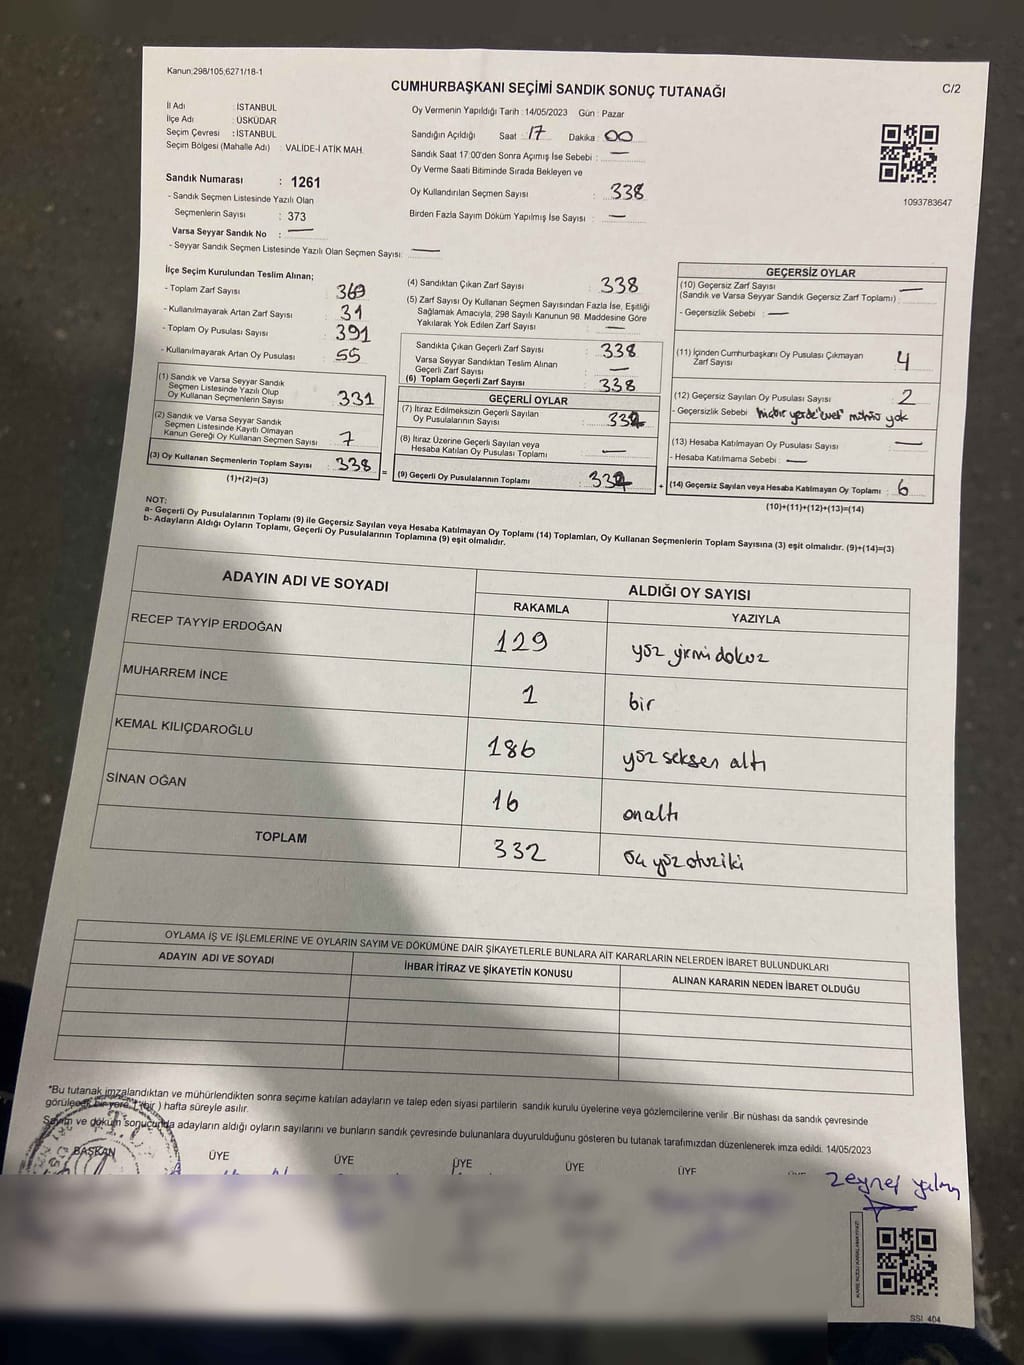 Kanun;298/105,6271/18-1
CUMHURBAŞKANI SEÇİMİ SANDIK SONUÇ TUTANAĞI
C/2
İl Adı : İSTANBUL
İlçe Adı : ÜSKÜDAR
Seçim Çevresi : İSTANBUL
Seçim Bölgesi (Mahalle Adı) : VALİDE-İ ATİK MAH.
Sandık Numarası : 1261
- Sandık Seçmen Listesinde Yazılı Olan
Seçmenlerin Sayısı : 373
Varsa Seyyar Sandık No : —
- Seyyar Sandık Seçmen Listesinde Yazılı Olan Seçmen Sayısı: —
Oy Vermenin Yapıldığı Tarih : 14/05/2023 Gün : Pazar
Sandığın Açıldığı Saat : 17 Dakika : 00
Sandık Saat 17:00'den Sonra Açımış İse Sebebi : —
Oy Verme Saati Bitiminde Sırada Bekleyen ve
Oy Kullandırılan Seçmen Sayısı : 338
Birden Fazla Sayım Döküm Yapılmış İse Sayısı : —
1093783647
İlçe Seçim Kurulundan Teslim Alınan;
- Toplam Zarf Sayısı : 369
- Kullanılmayarak Artan Zarf Sayısı : 31
- Toplam Oy Pusulası Sayısı : 391
- Kullanılmayarak Artan Oy Pusulası : 55
(1) Sandık ve Varsa Seyyar Sandık
Seçmen Listesinde Yazılı Olup
Oy Kullanan Seçmenlerin Sayısı : 331
(2) Sandık ve Varsa Seyyar Sandık
Seçmen Listesinde Kayıtlı Olmayan
Kanun Gereği Oy Kullanan Seçmen Sayısı : 7
(3) Oy Kullanan Seçmenlerin Toplam Sayısı : 338
(1)+(2)=(3)
(4) Sandıktan Çıkan Zarf Sayısı : 338
(5) Zarf Sayısı Oy Kullanan Seçmen Sayısından Fazla İse, Eşitliği
Sağlamak Amacıyla, 298 Sayılı Kanunun 98. Maddesine Göre
Yakılarak Yok Edilen Zarf Sayısı : —
Sandıkta Çıkan Geçerli Zarf Sayısı : 338
Varsa Seyyar Sandıktan Teslim Alınan
Geçerli Zarf Sayısı : —
(6) Toplam Geçerli Zarf Sayısı : 338
GEÇERLİ OYLAR
(7) İtiraz Edilmeksizin Geçerli Sayılan
Oy Pusulalarının Sayısı : 332
(8) İtiraz Üzerine Geçerli Sayılan veya
Hesaba Katılan Oy Pusulası Toplamı : —
= (9) Geçerli Oy Pusulalarının Toplamı : 332
GEÇERSİZ OYLAR
(10) Geçersiz Zarf Sayısı —
(Sandık ve Varsa Seyyar Sandık Geçersiz Zarf Toplamı) :
- Geçersizlik Sebebi : —
(11) İçinden Cumhurbaşkanı Oy Pusulası Çıkmayan
Zarf Sayısı : 4
(12) Geçersiz Sayılan Oy Pusulası Sayısı : 2
- Geçersizlik Sebebi hiçbir yerde "evet" mührü yok
(13) Hesaba Katılmayan Oy Pusulası Sayısı : —
- Hesaba Katılmama Sebebi : —
+ (14) Geçersiz Sayılan veya Hesaba Katılmayan Oy Toplamı : 6
(10)+(11)+(12)+(13)=(14)
NOT:
a- Geçerli Oy Pusulalarının Toplamı (9) ile Geçersiz Sayılan veya Hesaba Katılmayan Oy Toplamı (14) Toplamları, Oy Kullanan Seçmenlerin Toplam Sayısına (3) eşit olmalıdır. (9)+(14)=(3)
b- Adayların Aldığı Oyların Toplamı, Geçerli Oy Pusulalarının Toplamına (9) eşit olmalıdır.
ADAYIN ADI VE SOYADI
ALDIĞI OY SAYISI
RAKAMLA YAZIYLA
RECEP TAYYİP ERDOĞAN 129 yüz yirmi dokuz
MUHARREM İNCE 1 bir
KEMAL KILIÇDAROĞLU 186 yüz seksen altı
SİNAN OĞAN 16 onaltı
TOPLAM 332 üç yüz otuz iki
OYLAMA İŞ VE İŞLEMLERİNE VE OYLARIN SAYIM VE DÖKÜMÜNE DAİR ŞİKAYETLERLE BUNLARA AİT KARARLARIN NELERDEN İBARET BULUNDUKLARI
ADAYIN ADI VE SOYADI İHBAR İTİRAZ VE ŞİKAYETİN KONUSU ALINAN KARARIN NEDEN İBARET OLDUĞU
*Bu tutanak imzalandıktan ve mühürlendikten sonra seçime katılan adayların ve talep eden siyasi partilerin sandık kurulu üyelerine veya gözlemcilerine verilir .Bir nüshası da sandık çevresinde
görülecek bir yere 1 (bir ) hafta süreyle asılır.
Sayım ve döküm sonucunda adayların aldığı oyların sayılarını ve bunların sandık çevresinde bulunanlara duyurulduğunu gösteren bu tutanak tarafımızdan düzenlenerek imza edildi. 14/05/2023
BAŞKAN ÜYE ÜYE ÜYE ÜYE ÜYE
KARE KODU KARALAMAYINIZ!
SSİ 404